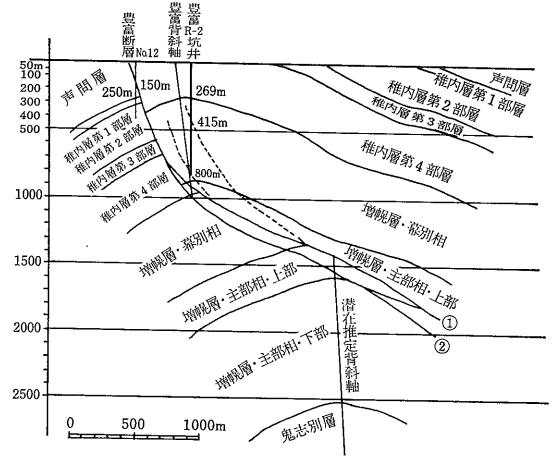 豊富断層
No.12
豊富背斜軸
豊富R-2坑井
50m
100
200
300
400
500
1000
1500
2000
2500
声問層
250m
150m
269m
415m
800m
稚内層第1部層
稚内層第2部層
稚内層第3部層
稚内層第4部層
増幌層・幕別相
増幌層・主部相・上部
増幌層・主部相・下部
声問層
稚内層第1部層
稚内層第2部層
稚内層第3部層
稚内層第4部層
増幌層・幕別相
増幌層・主部相・上部
①
②
潜在推定背斜軸
鬼志別層
0 500 1000m